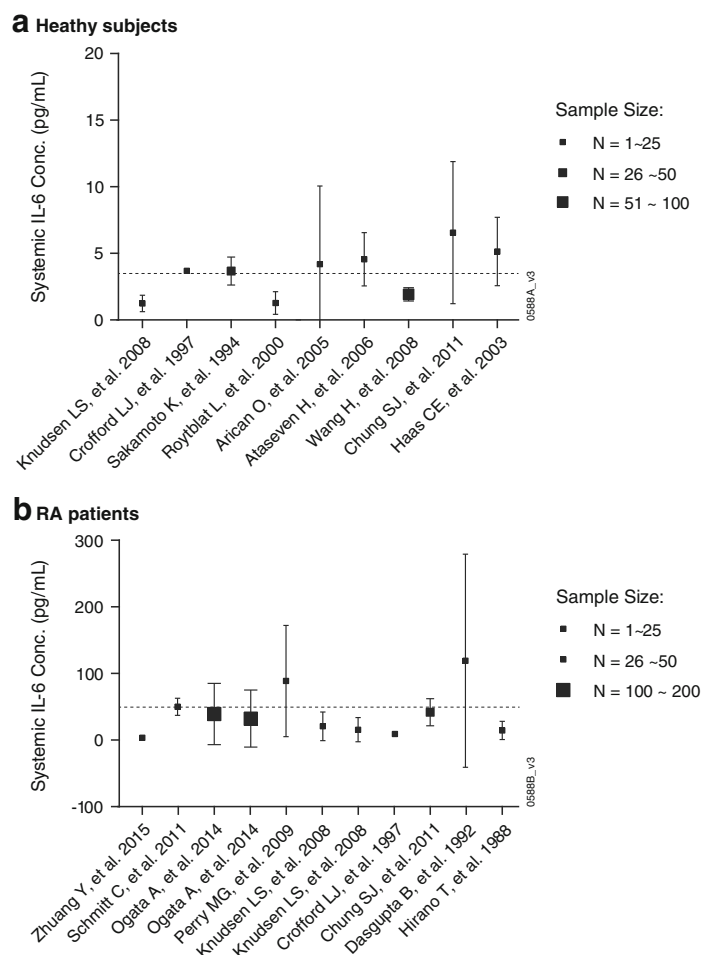 a Heathy subjects
20
15
10
5
0
Systemic IL-6 Conc. (pg/mL)
Sample Size:
N = 1~25
N = 26 ~50
N = 51 ~ 100
0588A_v3
Knudsen LS, et al. 2008
Crofford LJ, et al. 1997
Sakamoto K, et al. 1994
Roytblat L, et al. 2000
Arican O, et al. 2005
Ataseven H, et al. 2006
Wang H, et al. 2008
Chung SJ, et al. 2011
Haas CE, et al. 2003
b RA patients
300
200
100
0
-100
Systemic IL-6 Conc. (pg/mL)
Sample Size:
N = 1~25
N = 26 ~50
N = 100 ~ 200
0588B_v3
Zhuang Y, et al. 2015
Schmitt C, et al. 2011
Ogata A, et al. 2014
Ogata A, et al. 2014
Perry MG, et al. 2009
Knudsen LS, et al. 2008
Knudsen LS, et al. 2008
Crofford LJ, et al. 1997
Chung SJ, et al. 2011
Dasgupta B, et al. 1992
Hirano T, et al. 1988